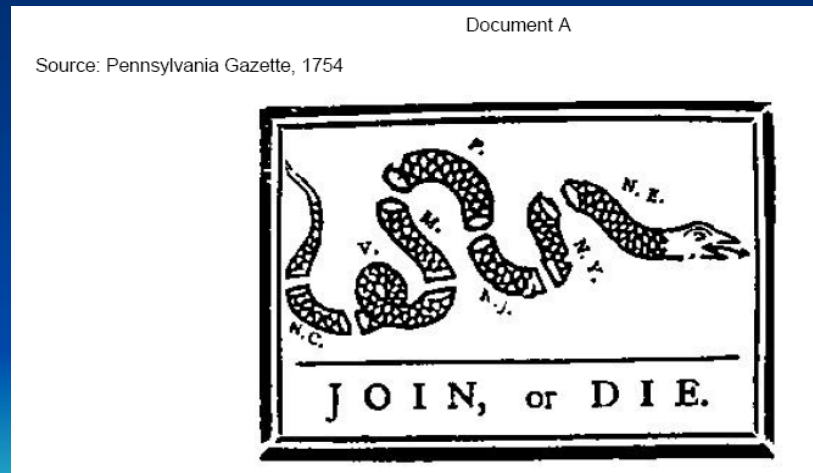 Document A
Source: Pennsylvania Gazette, 1754
P.
N. E.
M.
V.
N. Y.
N.J.
N.C.
JOIN, or DIE.